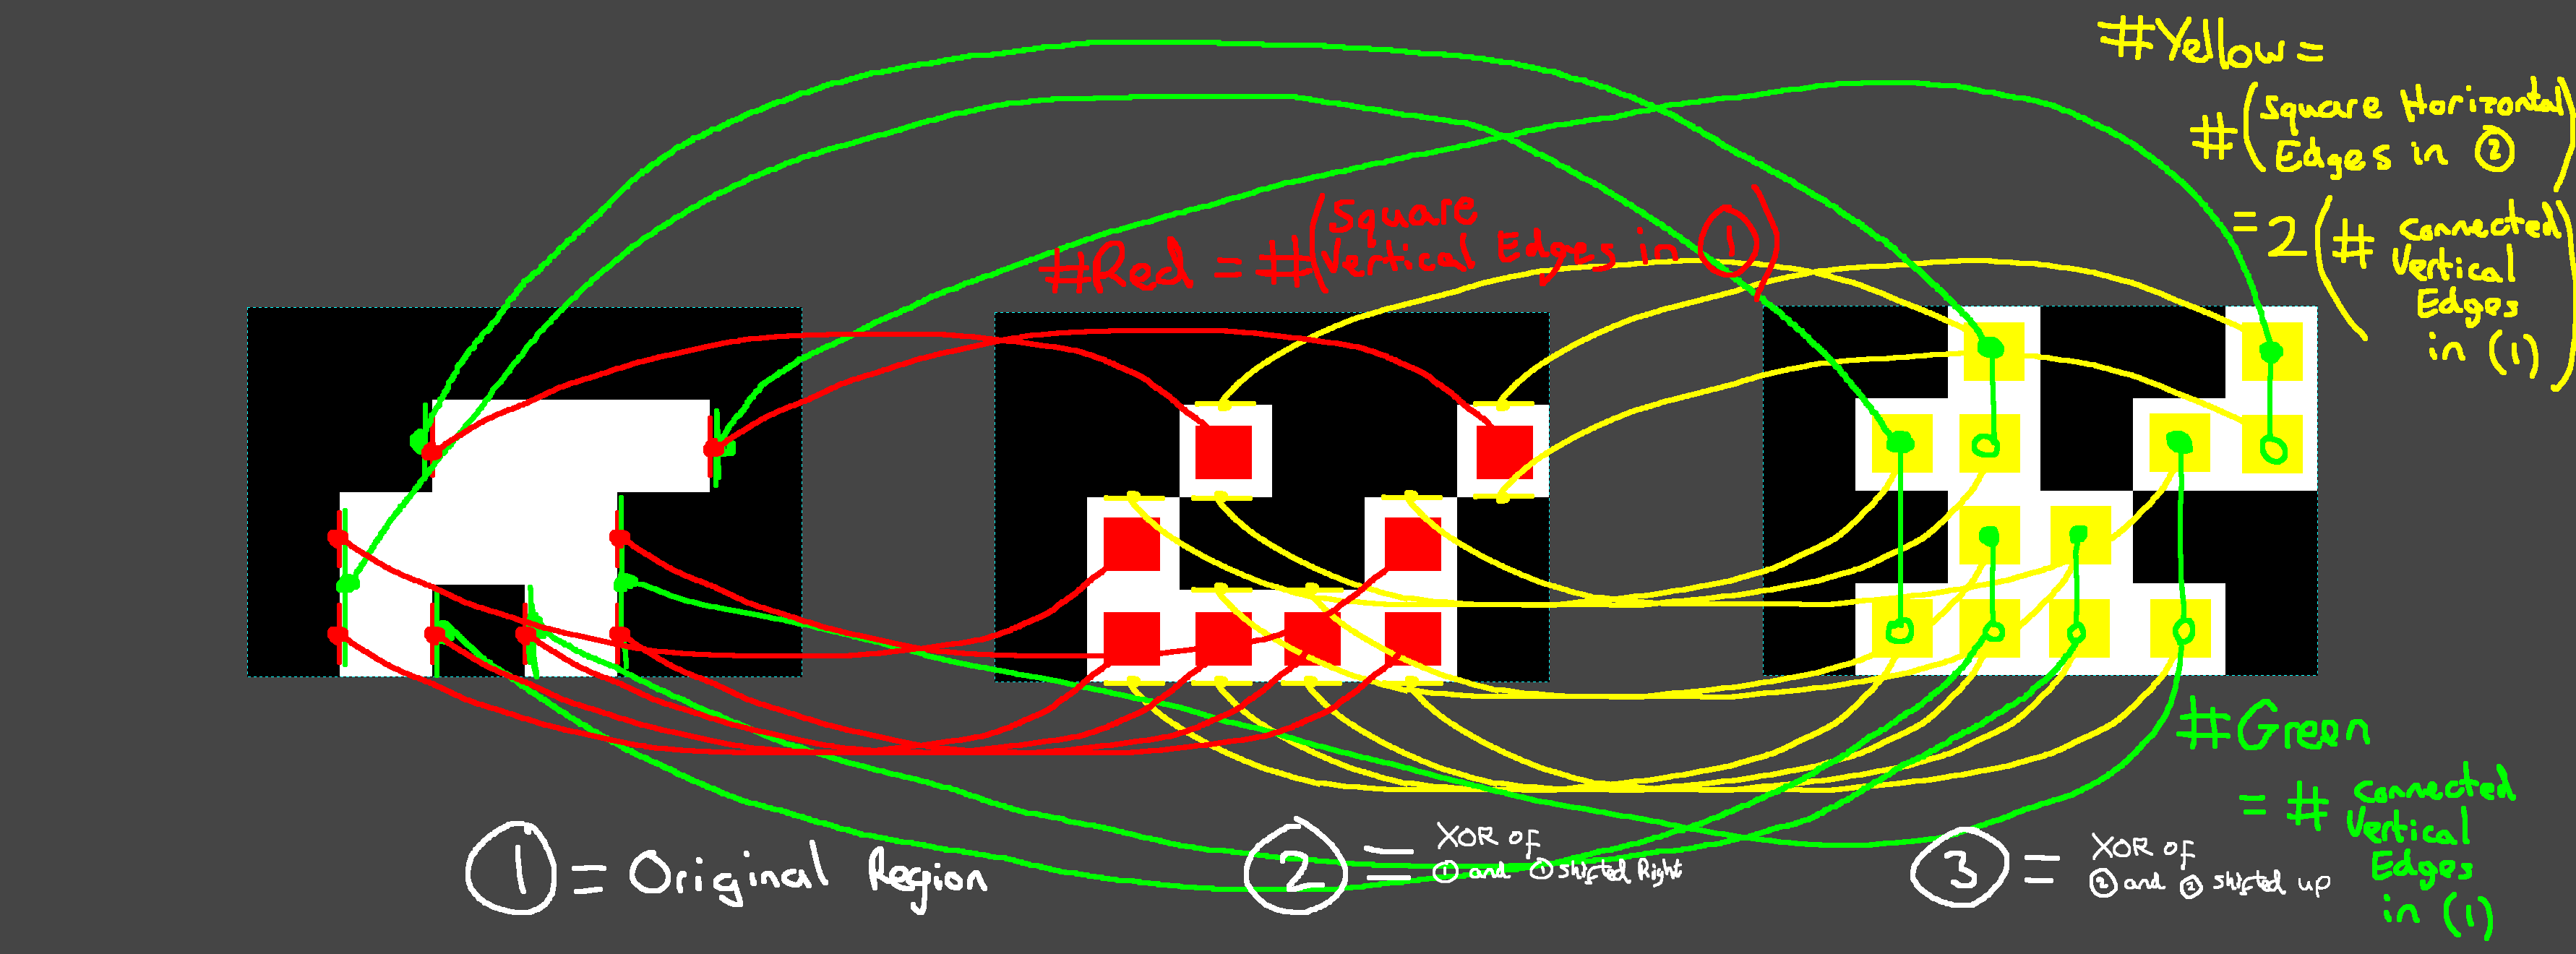 #Yellow =
#(Square Horizontal
Edges in ②)
= 2(# Connected
Vertical
Edges
in (1))
#Red = #(Square
Vertical Edges in ①)
#Green
= # Connected
Vertical
Edges
in (1)
① = Original Region
② = XOR OF
① and ① shifted Right
③ = XOR OF
② and ② shifted up